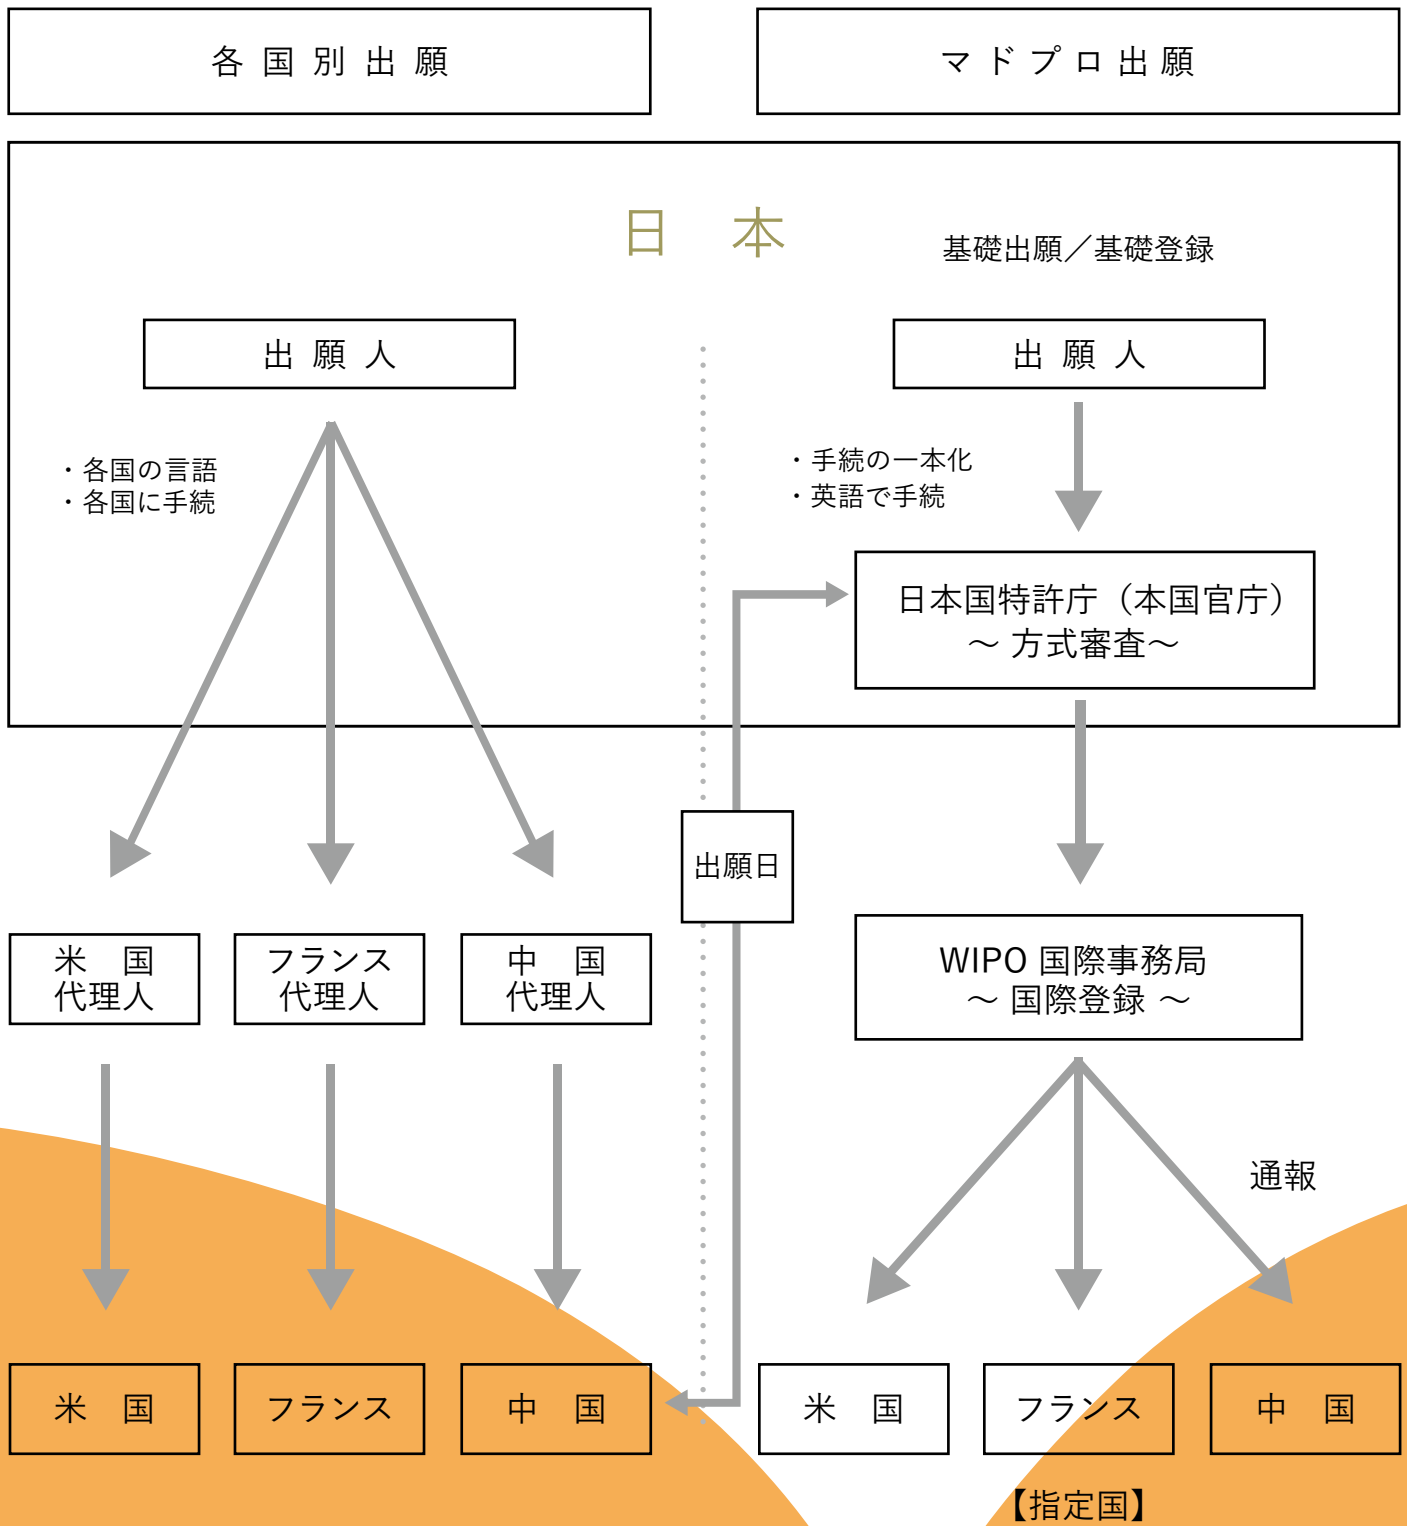 各国別出願
マドプロ出願
日 本
基礎出願／基礎登録
出願人
出願人
・各国の言語
・各国に手続
・手続の一本化
・英語で手続
日本国特許庁（本国官庁）
～ 方式審査～
出願日
米 国
代理人
フランス
代理人
中 国
代理人
WIPO 国際事務局
～ 国際登録 ～
通報
米 国
フランス
中 国
米 国
フランス
中 国
【指定国】